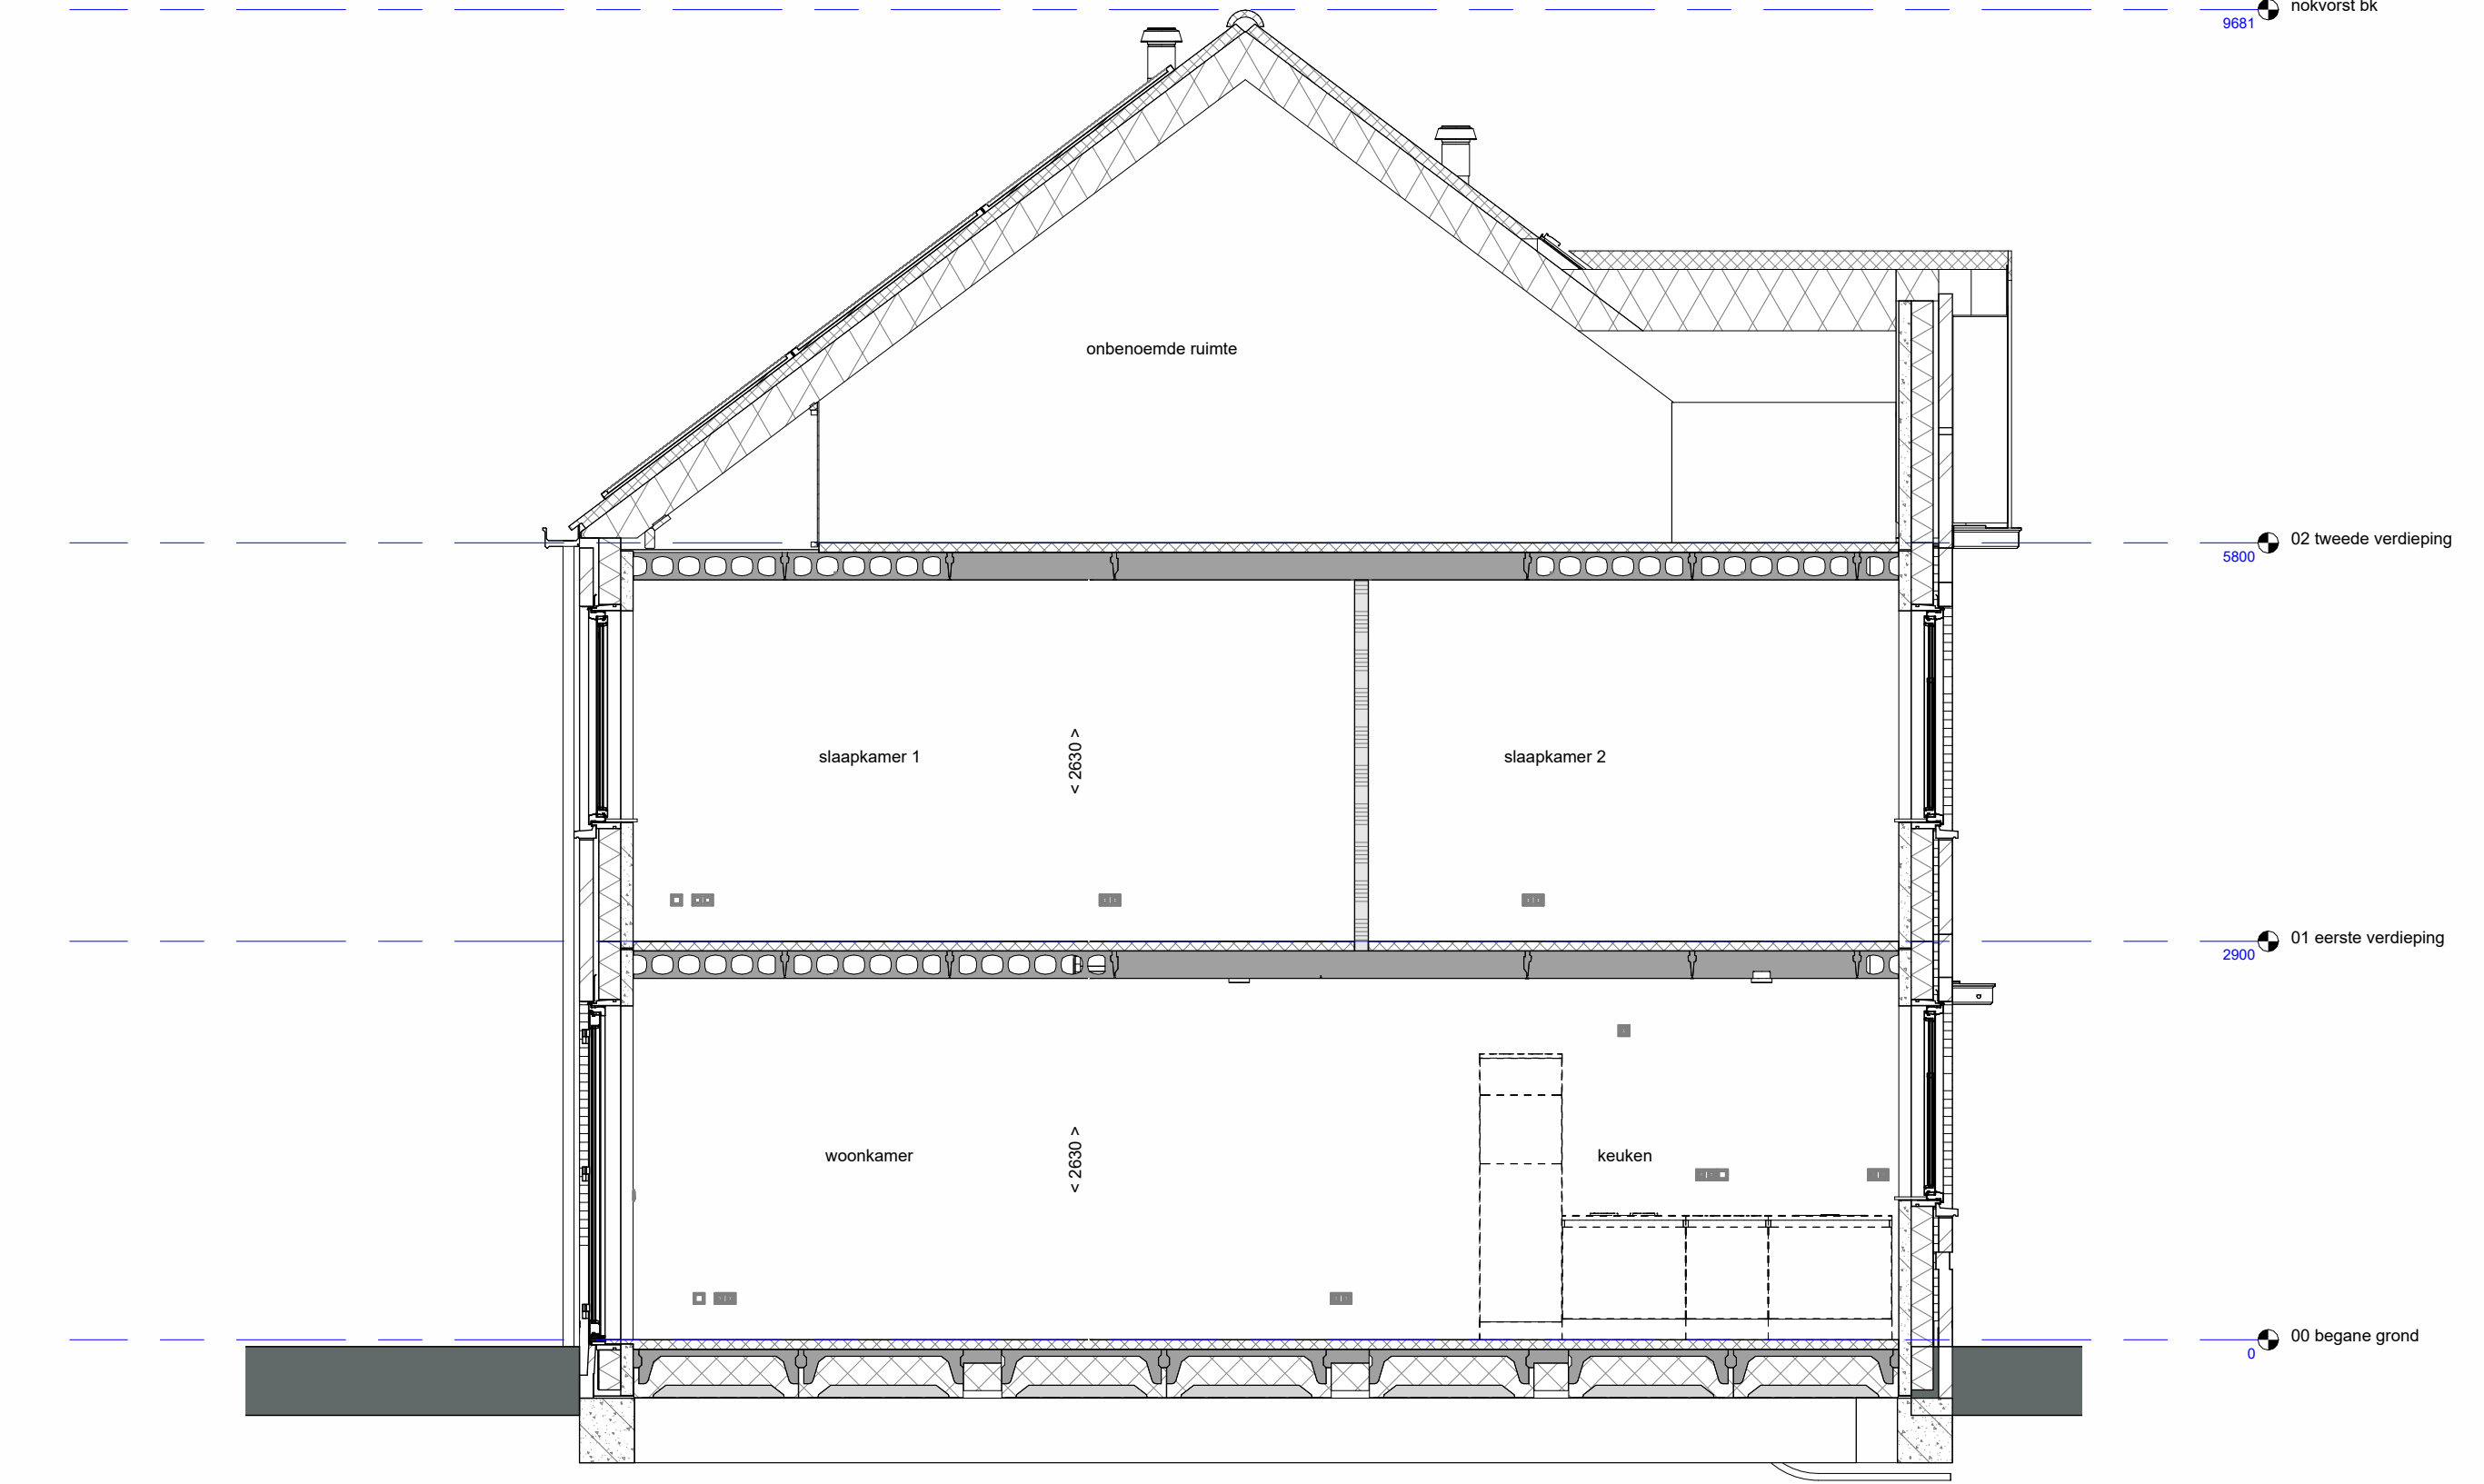 nokvorst bk
9681
onbenoemde ruimte
02 tweede verdieping
5800
slaapkamer 1
< 2630 >
slaapkamer 2
01 eerste verdieping
2900
woonkamer
< 2630 >
keuken
00 begane grond
0